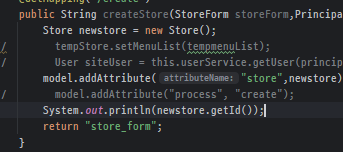 @GetMapping("/create")
public String createStore(StoreForm storeForm,Principa
Store newstore = new Store();
/ tempStore.setMenuList(tempmenuList);
/ User siteUser = this.userService.getUser(princip
model.addAttribute( attributeName: "store",newstore)
/ model.addAttribute("process", "create");
System.out.println(newstore.getId());
return "store_form";
}